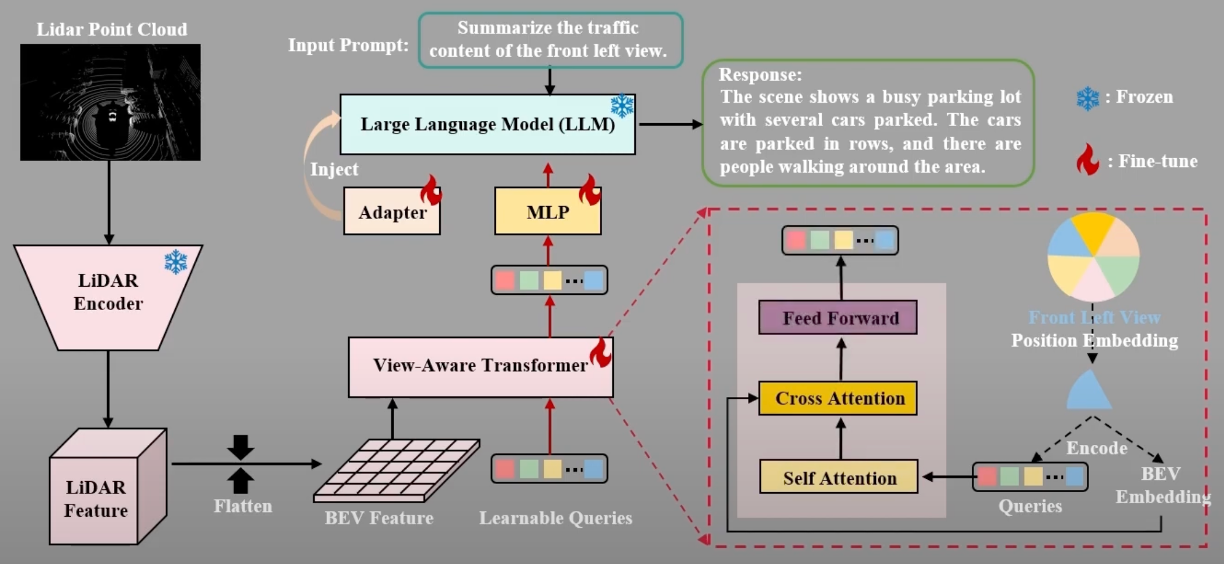 Lidar Point Cloud
Input Prompt:
Summarize the traffic
content of the front left view.
Large Language Model (LLM)
Response:
The scene shows a busy parking lot
with several cars parked. The cars
are parked in rows, and there are
people walking around the area.
: Frozen
: Fine-tune
Inject
Adapter
MLP
LiDAR
Encoder
View-Aware Transformer
LiDAR
Feature
Flatten
BEV Feature
Learnable Queries
Feed Forward
Cross Attention
Self Attention
Front Left View
Position Embedding
Encode
Queries
BEV
Embedding